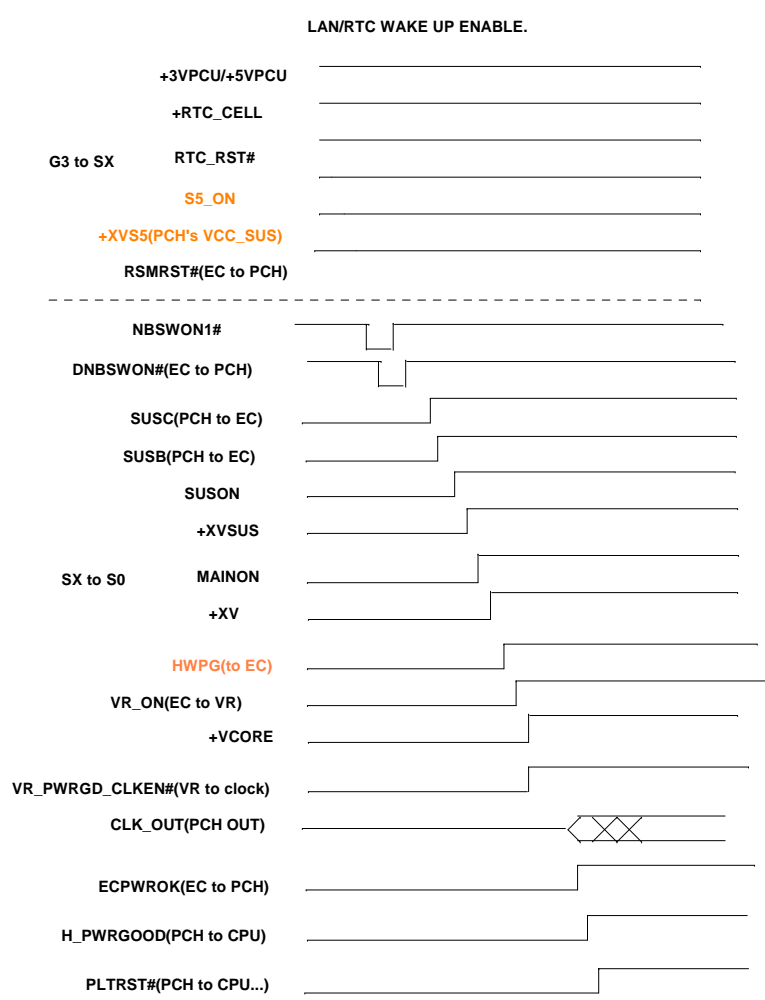 LAN/RTC WAKE UP ENABLE.
+3VPCU/+5VPCU
+RTC_CELL
G3 to SX
RTC_RST#
S5_ON
+XVS5(PCH's VCC_SUS)
RSMRST#(EC to PCH)
NBSWON1#
DNBSWON#(EC to PCH)
SUSC(PCH to EC)
SUSB(PCH to EC)
SUSON
+XVSUS
SX to S0
MAINON
+XV
HWPG(to EC)
VR_ON(EC to VR)
+VCORE
VR_PWRGD_CLKEN#(VR to clock)
CLK_OUT(PCH OUT)
ECPWROK(EC to PCH)
H_PWRGOOD(PCH to CPU)
PLTRST#(PCH to CPU...)